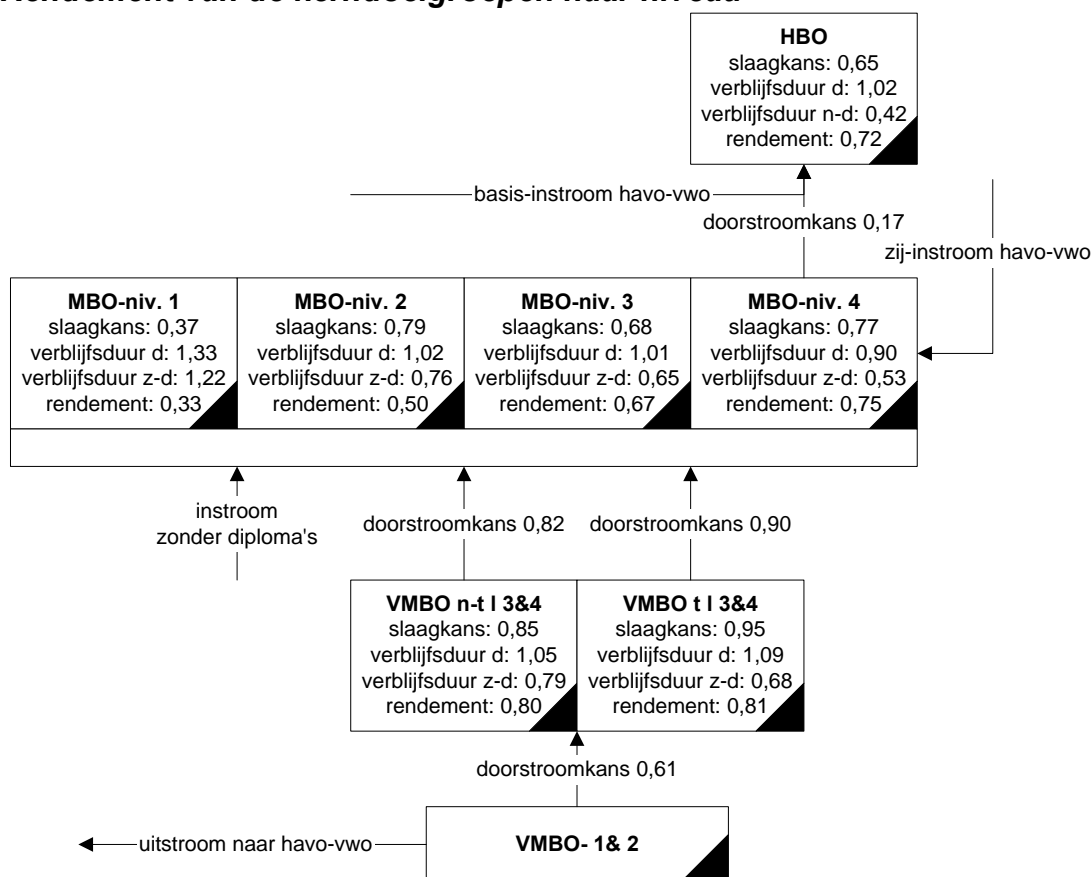 HBO
slaagkans: 0,65
verblijfsduur d: 1,02
verblijfsduur n-d: 0,42
rendement: 0,72
basis-instroom havo-vwo
doorstroomkans 0,17
zij-instroom havo-vwo
MBO-niv. 1
slaagkans: 0,37
verblijfsduur d: 1,33
verblijfsduur z-d: 1,22
rendement: 0,33
MBO-niv. 2
slaagkans: 0,79
verblijfsduur d: 1,02
verblijfsduur z-d: 0,76
rendement: 0,50
MBO-niv. 3
slaagkans: 0,68
verblijfsduur d: 1,01
verblijfsduur z-d: 0,65
rendement: 0,67
MBO-niv. 4
slaagkans: 0,77
verblijfsduur d: 0,90
verblijfsduur z-d: 0,53
rendement: 0,75
instroom
zonder diploma's
doorstroomkans 0,82
doorstroomkans 0,90
VMBO n-t l 3&4
slaagkans: 0,85
verblijfsduur d: 1,05
verblijfsduur z-d: 0,79
rendement: 0,80
VMBO t l 3&4
slaagkans: 0,95
verblijfsduur d: 1,09
verblijfsduur z-d: 0,68
rendement: 0,81
doorstroomkans 0,61
uitstroom naar havo-vwo
VMBO- 1& 2